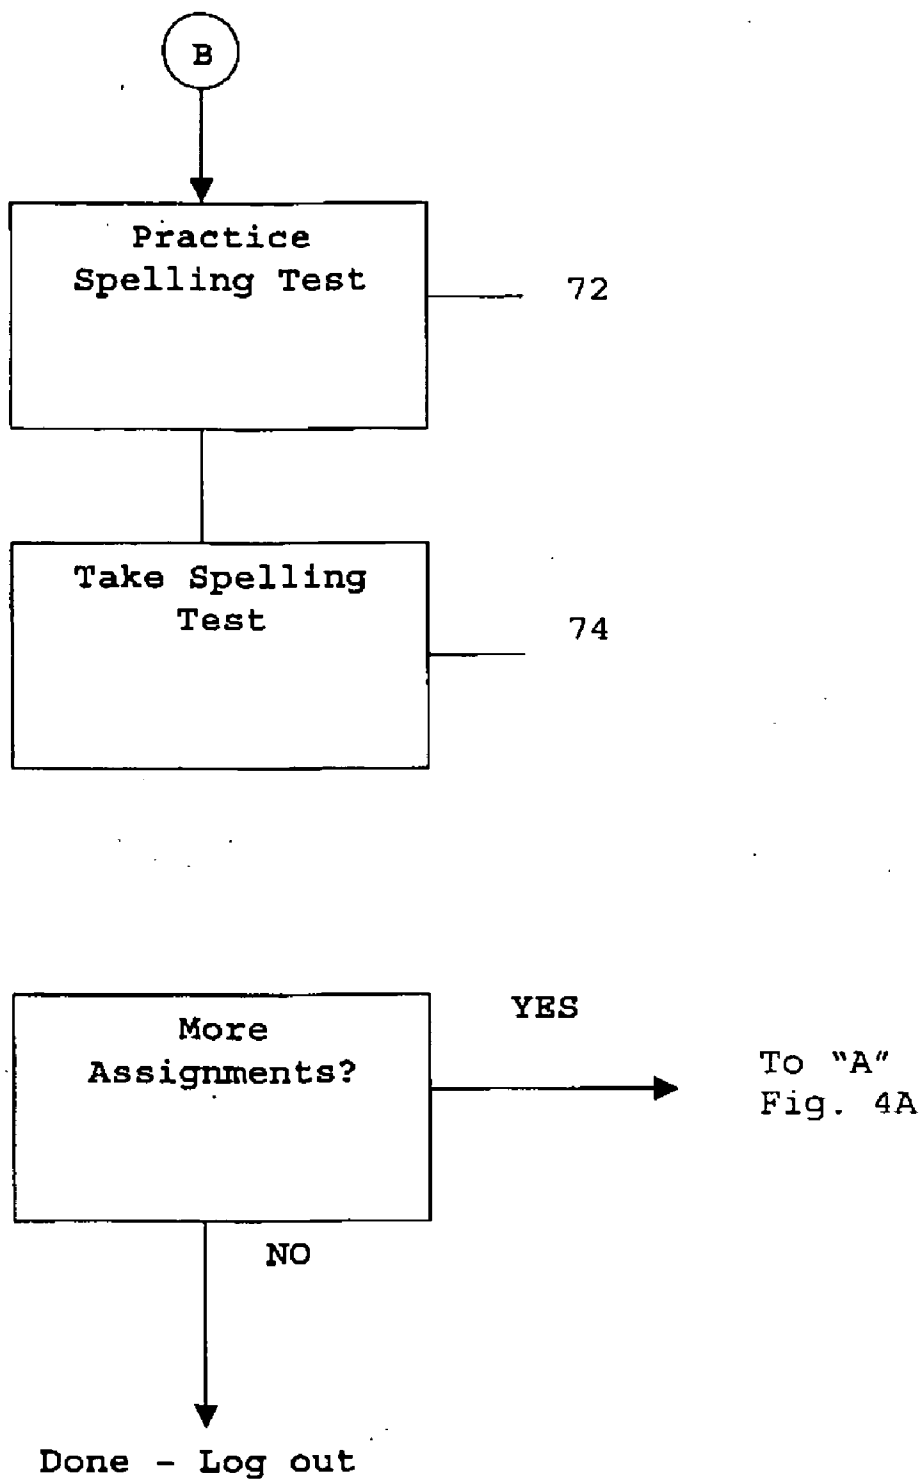 B
Practice
Spelling Test
72
Take Spelling
Test
74
More
Assignments?
YES
To “A”
Fig. 4A
NO
Done - Log out